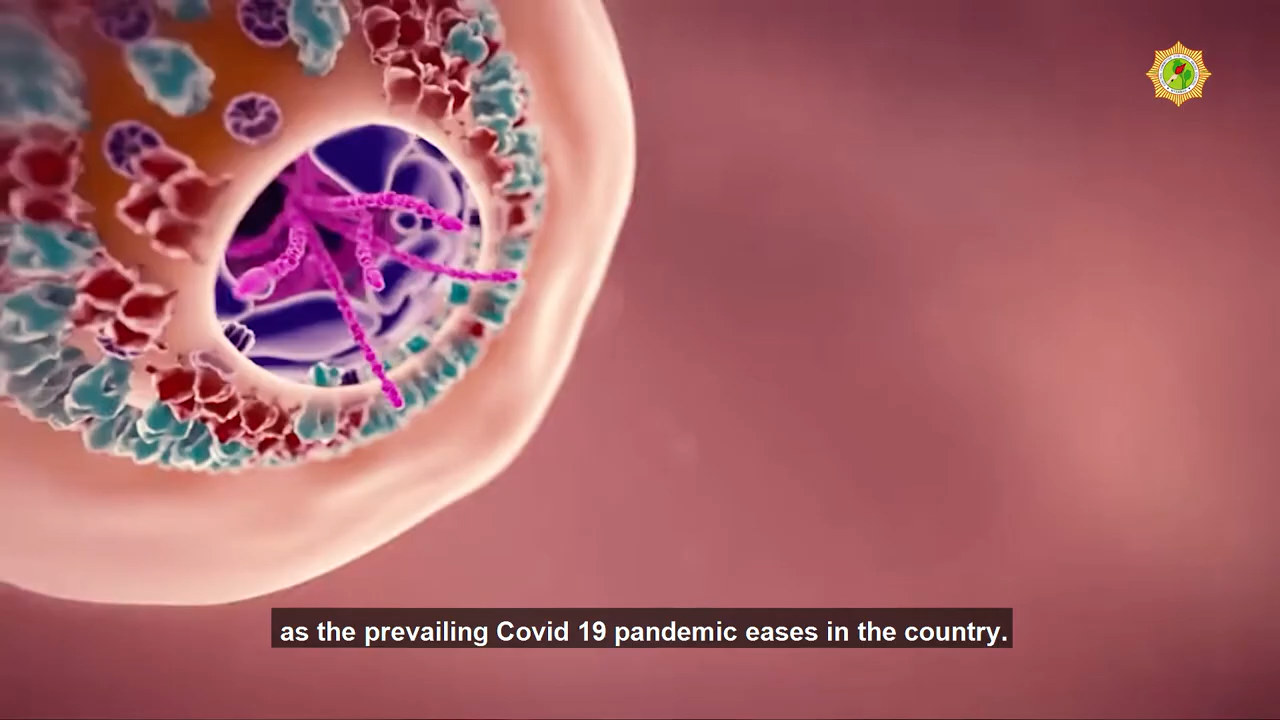 as the prevailing Covid 19 pandemic eases in the country.